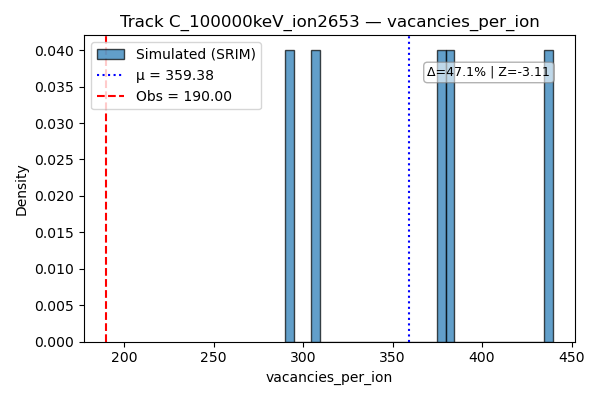 Track C_100000keV_ion2653 — vacancies_per_ion
Simulated (SRIM)
μ = 359.38
Obs = 190.00
Δ=47.1% | Z=-3.11
Density
0.040
0.035
0.030
0.025
0.020
0.015
0.010
0.005
0.000
200
250
300
350
400
450
vacancies_per_ion